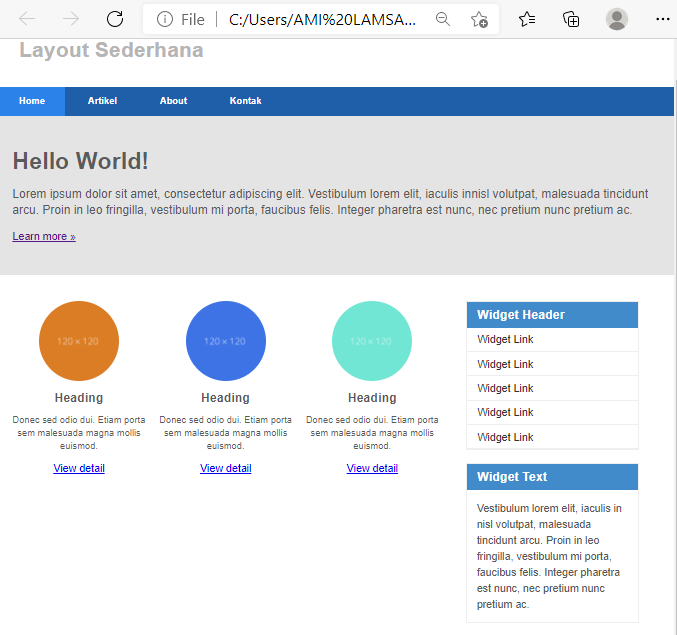 File | C:/Users/AMI%20LAMSA...
Layout Sederhana
Home Artikel About Kontak
Hello World!
Lorem ipsum dolor sit amet, consectetur adipiscing elit. Vestibulum lorem elit, iaculis innisl volutpat, malesuada tincidunt
arcu. Proin in leo fringilla, vestibulum mi porta, faucibus felis. Integer pharetra est nunc, nec pretium nunc pretium ac.
Learn more »
120 × 120
Heading
Donec sed odio dui. Etiam porta
sem malesuada magna mollis
euismod.
View detail
120 × 120
Heading
Donec sed odio dui. Etiam porta
sem malesuada magna mollis
euismod.
View detail
120 × 120
Heading
Donec sed odio dui. Etiam porta
sem malesuada magna mollis
euismod.
View detail
Widget Header
Widget Link
Widget Link
Widget Link
Widget Link
Widget Link
Widget Text
Vestibulum lorem elit, iaculis in
nisl volutpat, malesuada
tincidunt arcu. Proin in leo
fringilla, vestibulum mi porta,
faucibus felis. Integer pharetra
est nunc, nec pretium nunc
pretium ac.